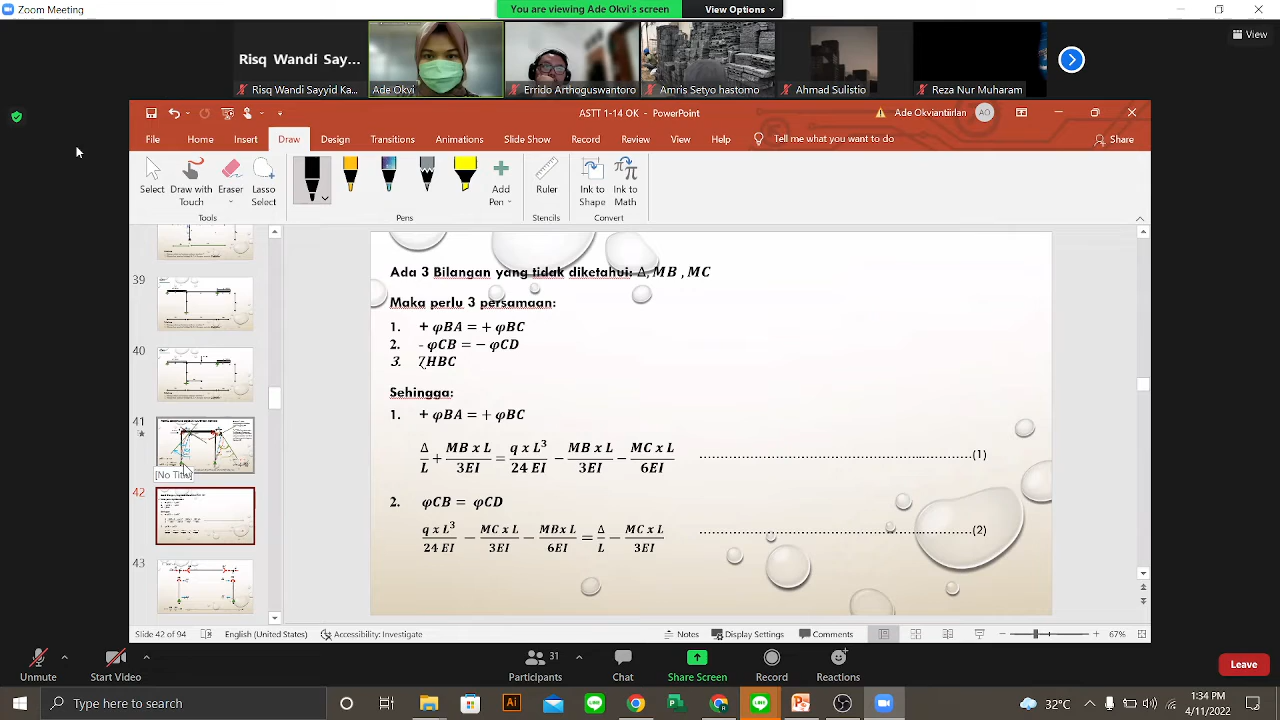 Zoom Meeting
You are viewing Ade Okvi's screen
View Options
View
Risq Wandi Say...
Risq Wandi Sayyid Ka...
Ade Okvi
Errido Arthoguswantoro
Amris Setyo hastomo
Ahmad Sulistio
Reza Nur Muharam
ASTT 1-14 OK - PowerPoint
Ade Okviantiirlan
AO
File
Home
Insert
Draw
Design
Transitions
Animations
Slide Show
Record
Review
View
Help
Tell me what you want to do
Share
Select
Draw with Touch
Eraser
Lasso Select
Add Pen
Ruler
Ink to Shape
Ink to Math
Tools
Pens
Stencils
Convert
39
40
41
[No Title]
42
43
Ada 3 Bilangan yang tidak diketahui: Δ, MB , MC
Maka perlu 3 persamaan:
1. + φBA = + φBC
2. - φCB = − φCD
3. ΣHBC
Sehingga:
1. + φBA = + φBC
Δ/L + MB x L/3EI = q x L³/24 EI − MB x L/3EI − MC x L/6EI ........(1)
2. φCB = φCD
q x L³/24 EI − MC x L/3EI − MBx L/6EI = Δ/L − MC x L/3EI ........(2)
Slide 42 of 94
English (United States)
Accessibility: Investigate
Notes
Display Settings
Comments
67%
Unmute
Start Video
31
Participants
Chat
Share Screen
Record
Reactions
Leave
Type here to search
Ai
32°C
1:34 PM
4/11/2022